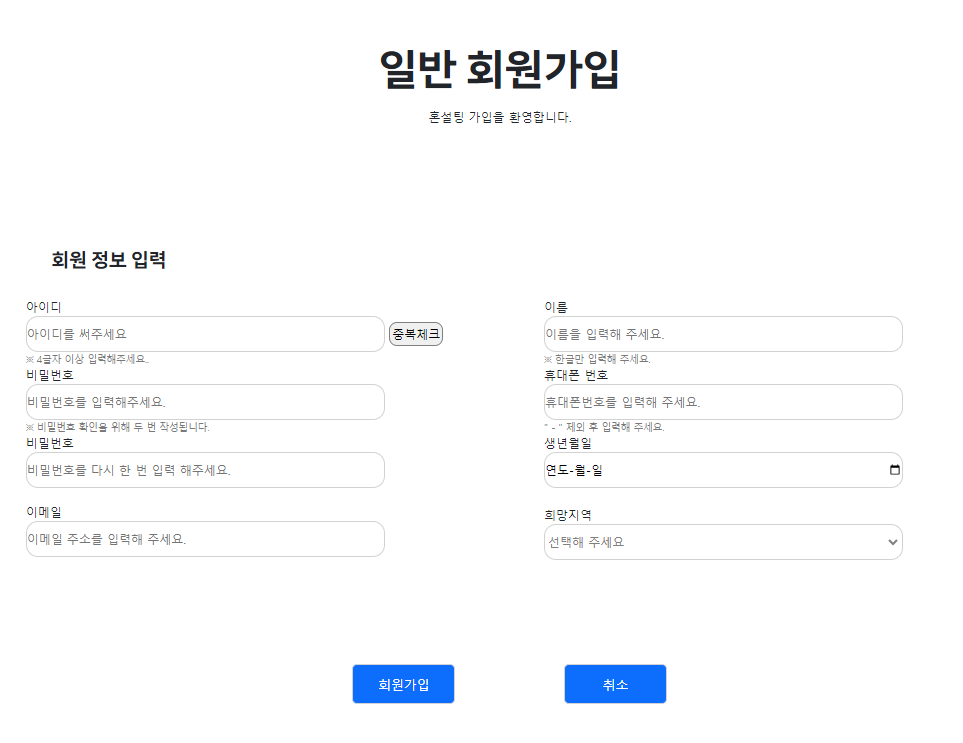 일반 회원가입
혼설팅 가입을 환영합니다.
회원 정보 입력
아이디
아이디를 써주세요
중복체크
※ 4글자 이상 입력해주세요.
비밀번호
비밀번호를 입력해주세요.
※ 비밀번호 확인을 위해 두 번 작성됩니다.
비밀번호
비밀번호를 다시 한 번 입력 해주세요.
이메일
이메일 주소를 입력해 주세요.
이름
이름을 입력해 주세요.
※ 한글만 입력해 주세요.
휴대폰 번호
휴대폰번호를 입력해 주세요.
" - " 제외 후 입력해 주세요.
생년월일
연도-월-일
희망지역
선택해 주세요
회원가입
취소